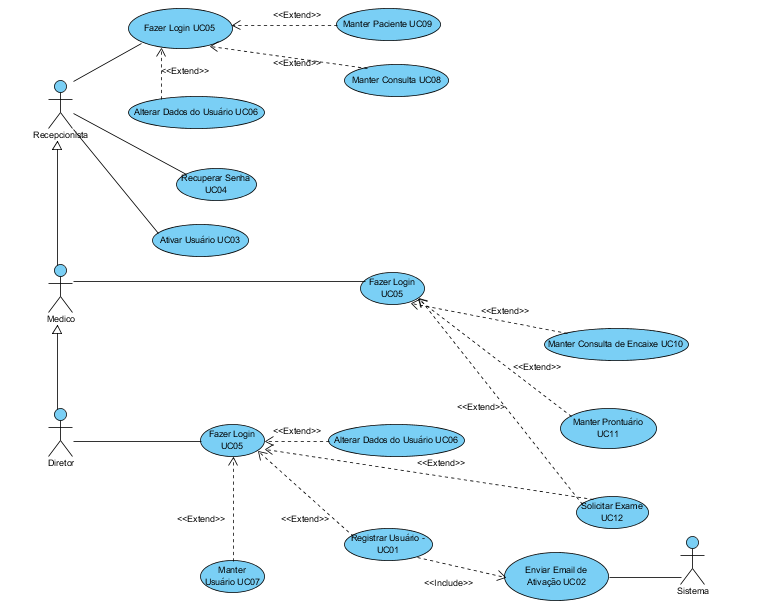 Fazer Login UC05
<<Extend>>
Manter Paciente UC09
<<Extend>>
<<Extend>>
Manter Consulta UC08
Alterar Dados do Usuário UC06
Recepcionista
Recuperar Senha
UC04
Ativar Usuário UC03
Medico
Fazer Login
UC05
<<Extend>>
Manter Consulta de Encaixe UC10
<<Extend>>
<<Extend>>
Manter Prontuário
UC11
Diretor
Fazer Login
UC05
<<Extend>>
Alterar Dados do Usuário UC06
<<Extend>>
Solicitar Exame
UC12
<<Extend>>
<<Extend>>
Registrar Usuário -
UC01
Manter
Usuário UC07
<<Include>>
Enviar Email de
Ativação UC02
Sistema